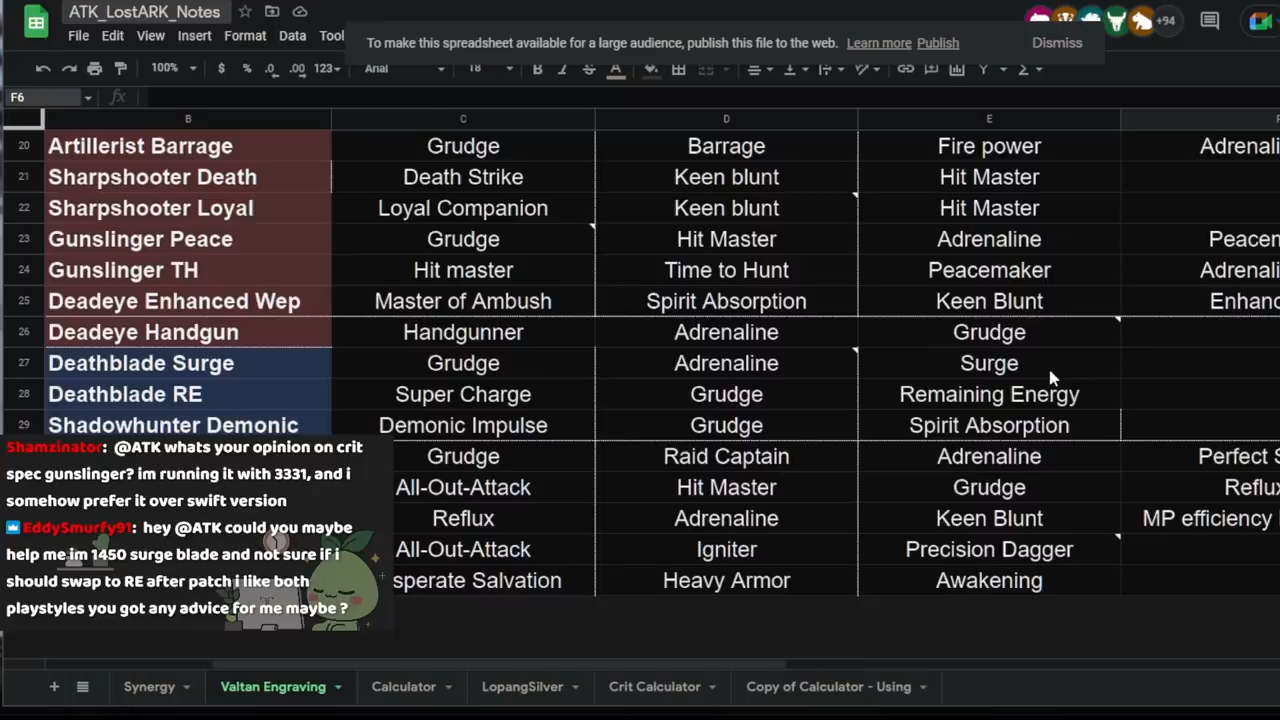 ATK_LostARK_Notes
+94
File Edit View Insert Format Data Tool
To make this spreadsheet available for a large audience, publish this file to the web. Learn more Publish Dismiss
100% $ % .0 .00 123 Arial 18 B I S A
F6 fx
B C D E
20 Artillerist Barrage Grudge Barrage Fire power Adrenali
21 Sharpshooter Death Death Strike Keen blunt Hit Master
22 Sharpshooter Loyal Loyal Companion Keen blunt Hit Master
23 Gunslinger Peace Grudge Hit Master Adrenaline Peacem
24 Gunslinger TH Hit master Time to Hunt Peacemaker Adrenali
25 Deadeye Enhanced Wep Master of Ambush Spirit Absorption Keen Blunt Enhanc
26 Deadeye Handgun Handgunner Adrenaline Grudge
27 Deathblade Surge Grudge Adrenaline Surge
28 Deathblade RE Super Charge Grudge Remaining Energy
29 Shadowhunter Demonic Demonic Impulse Grudge Spirit Absorption
Grudge Raid Captain Adrenaline Perfect S
All-Out-Attack Hit Master Grudge Reflux
Reflux Adrenaline Keen Blunt MP efficiency
All-Out-Attack Igniter Precision Dagger
sperate Salvation Heavy Armor Awakening
Shamzinator: @ATK whats your opinion on crit
spec gunslinger? im running it with 3331, and i
somehow prefer it over swift version
EddySmurfy91: hey @ATK could you maybe
help me im 1450 surge blade and not sure if i
should swap to RE after patch i like both
playstyles you got any advice for me maybe ?
+ Synergy Valtan Engraving Calculator LopangSilver Crit Calculator Copy of Calculator - Using